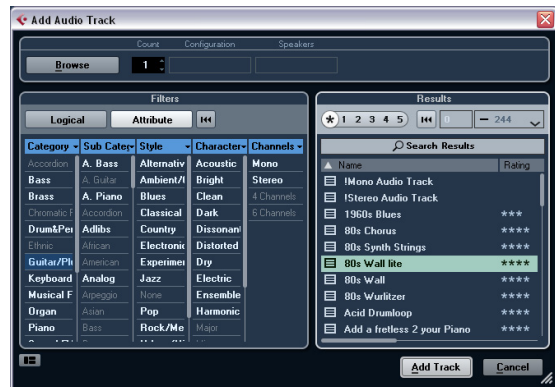 Add Audio Track
Count Configuration Speakers
Browse 1
Filters
Logical Attribute
Category Sub Categ Style Character Channels
Accordion A. Bass Alternativ Acoustic Mono
Bass A. Guitar Ambient/ Bright Stereo
Brass A. Piano Blues Clean 4 Channels
Chromatic P Accordion Classical Dark 6 Channels
Drum&Per Adlibs Country Dissonant
Ethnic African Electronic Distorted
Guitar/Plu American Experimer Dry
Keyboard Analog Jazz Electric
Musical F Arpeggio None Ensemble
Organ Asian Pop Harmonic
Piano Bass Rock/Me Major
Results
* 1 2 3 4 5 0 – 244
Search Results
Name Rating
!Mono Audio Track
!Stereo Audio Track
1960s Blues ***
80s Chorus ****
80s Synth Strings ****
80s Wall lite ****
80s Wall ****
80s Wurlitzer ****
Acid Drumloop ****
Add a fretless 2 your Piano ****
Add Track Cancel